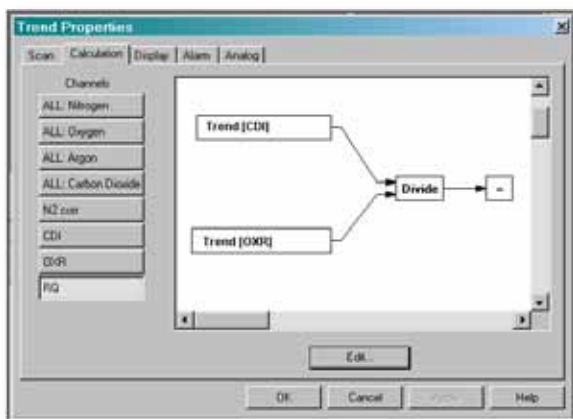 Trend Properties
Scan Calculation Display Alarm Analog
Channels
ALL: Nitrogen
ALL: Oxygen
ALL: Argon
ALL: Carbon Dioxide
N2 corr
CDI
OXR
RQ
Trend [CDI]
Divide
=
Trend [OXR]
Edit...
OK Cancel Apply Help